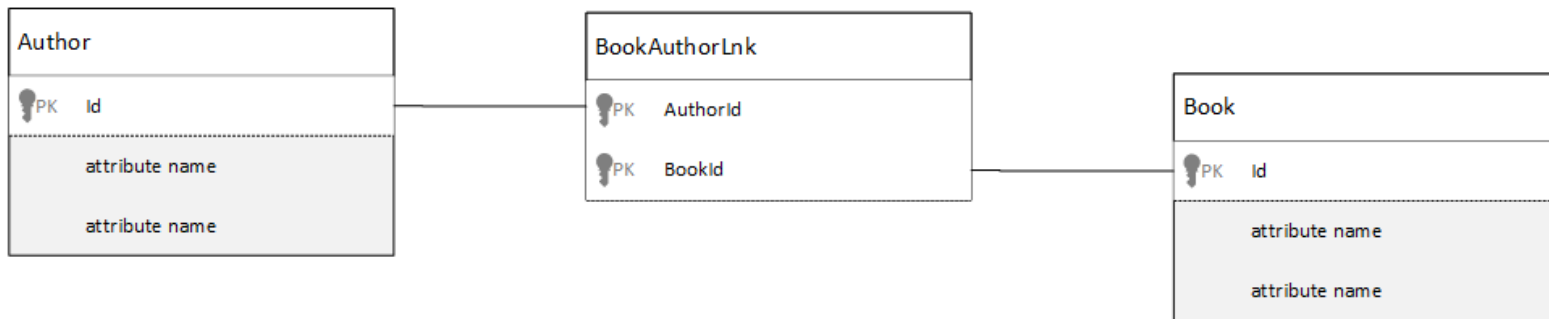 Author
PK Id
attribute name
attribute name
BookAuthorLnk
PK AuthorId
PK BookId
Book
PK Id
attribute name
attribute name